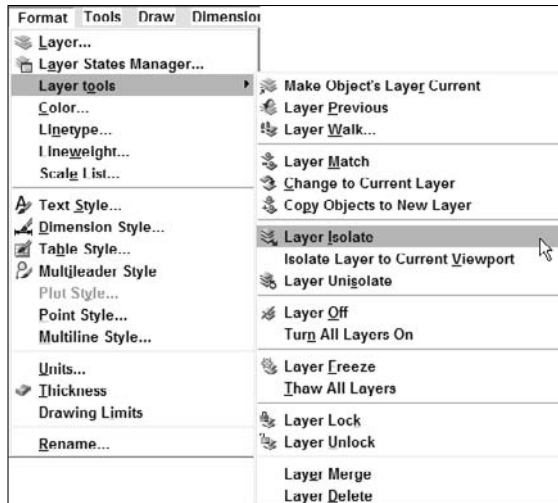 Format Tools Draw Dimension
Layer...
Layer States Manager...
Layer tools
Color...
Linetype...
Lineweight...
Scale List...
Text Style...
Dimension Style...
Table Style...
Multileader Style
Plot Style...
Point Style...
Multiline Style...
Units...
Thickness
Drawing Limits
Rename...
Make Object's Layer Current
Layer Previous
Layer Walk...
Layer Match
Change to Current Layer
Copy Objects to New Layer
Layer Isolate
Isolate Layer to Current Viewport
Layer Unisolate
Layer Off
Turn All Layers On
Layer Freeze
Thaw All Layers
Layer Lock
Layer Unlock
Layer Merge
Layer Delete